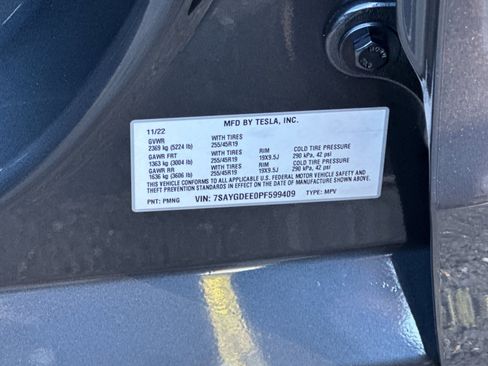 MFD BY TESLA, INC.
11/22
GVWR WITH TIRES
2369 kg (5224 lb) 255/45R19
GAWR FRT WITH TIRES RIM COLD TIRE PRESSURE
1363 kg (3004 lb) 255/45R19 19X9.5J 290 kPa, 42 psi
GAWR RR WITH TIRES RIM COLD TIRE PRESSURE
1636 kg (3606 lb) 255/45R19 19X9.5J 290 kPa, 42 psi
THIS VEHICLE CONFORMS TO ALL APPLICABLE U.S. FEDERAL MOTOR VEHICLE SAFETY AND
THEFT PREVENTION STANDARDS IN EFFECT ON THE DATE OF MANUFACTURE SHOWN ABOVE.
PNT: PMNG VIN: 7SAYGDEE0PF599409 TYPE: MPV